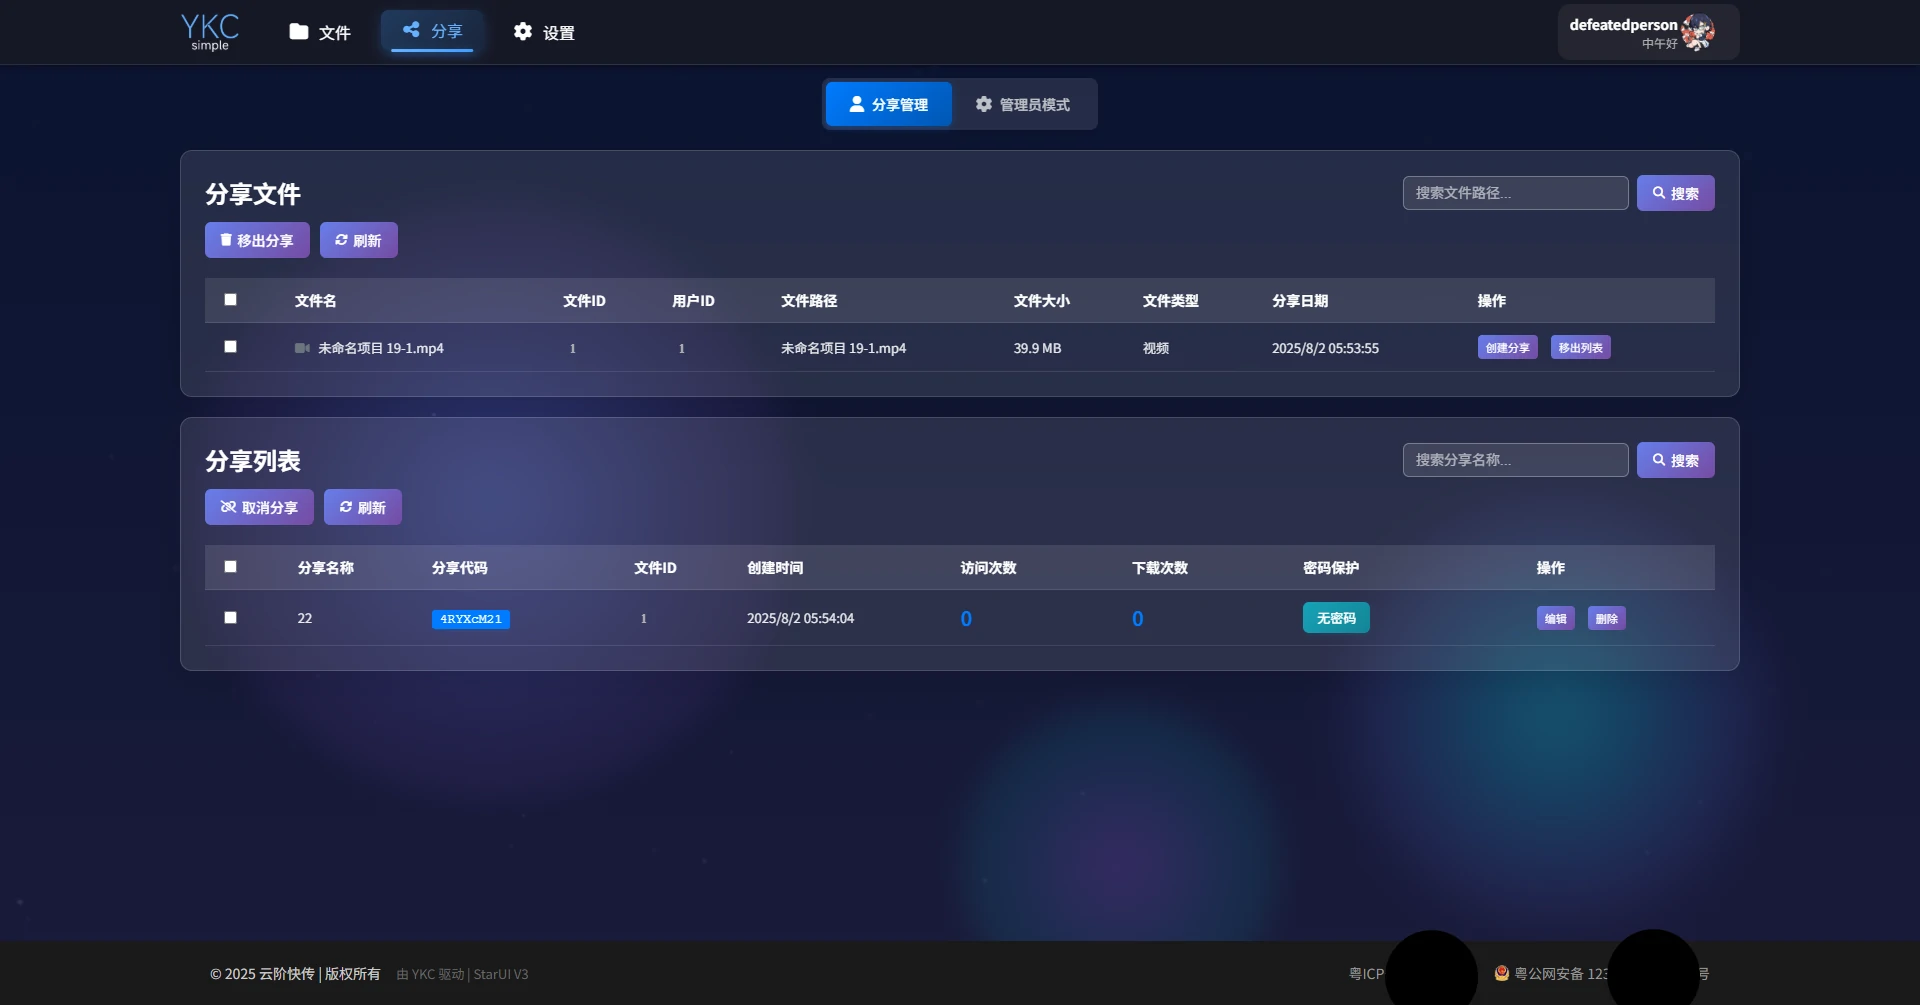 YKC
simple
文件
分享
设置
defeatedperson
中午好
分享管理
管理员模式
分享文件
搜索文件路径...
搜索
移出分享
刷新
文件名 文件ID 用户ID 文件路径 文件大小 文件类型 分享日期 操作
未命名项目 19-1.mp4 1 1 未命名项目 19-1.mp4 39.9 MB 视频 2025/8/2 05:53:55 创建分享 移出列表
分享列表
搜索分享名称...
搜索
取消分享
刷新
分享名称 分享代码 文件ID 创建时间 访问次数 下载次数 密码保护 操作
22 4RYXcM21 1 2025/8/2 05:54:04 0 0 无密码 编辑 删除
© 2025 云阶快传 | 版权所有 由 YKC 驱动 | StarUI V3
粤ICP
粤公网安备 123 号